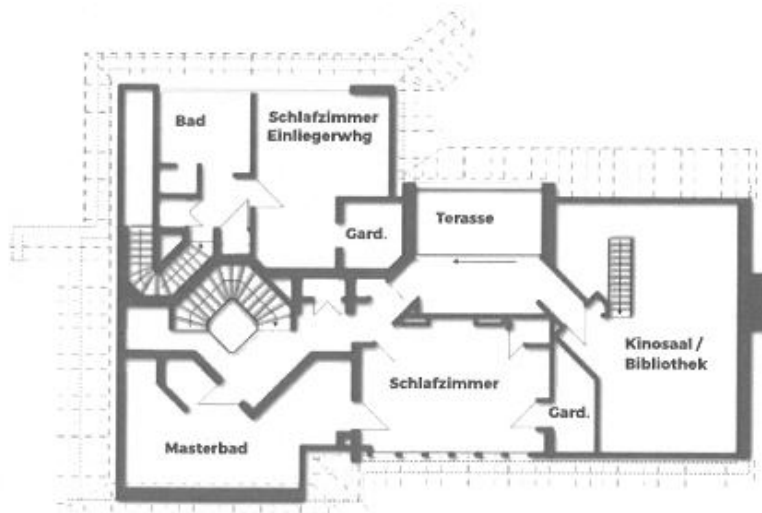 Bad
Schlafzimmer
Einliegerwhg
Gard.
Terasse
Kinosaal /
Bibliothek
Schlafzimmer
Gard.
Masterbad